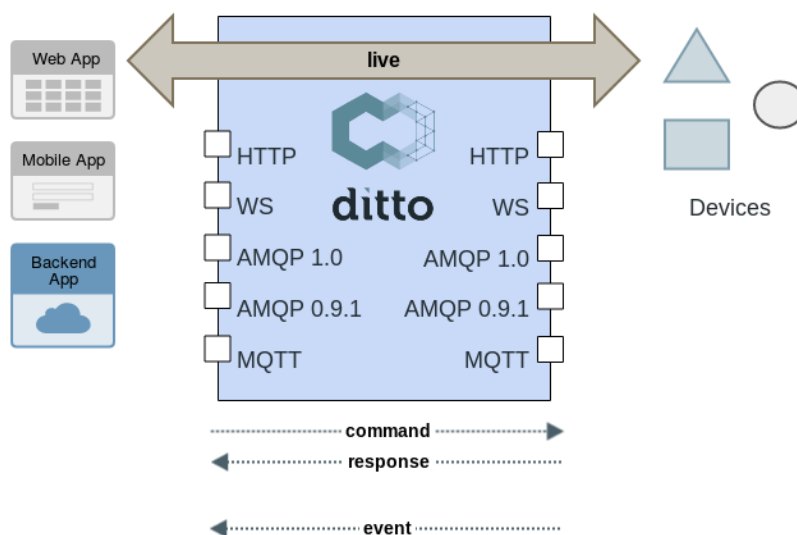 live
Web App
Mobile App
Backend
App
ditto
HTTP
WS
AMQP 1.0
AMQP 0.9.1
MQTT
HTTP
WS
AMQP 1.0
AMQP 0.9.1
MQTT
Devices
command
response
event